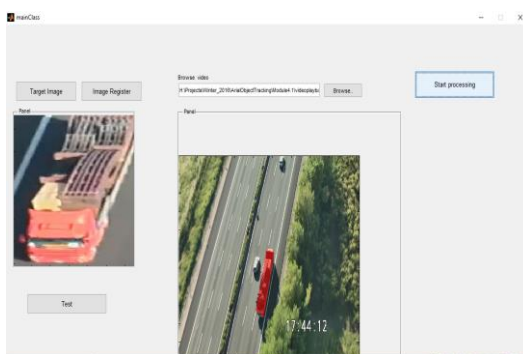 mainClass
Browse video
Target Image
Image Register
Browse..
Start processing
Panel
Panel
17:44:12
Test